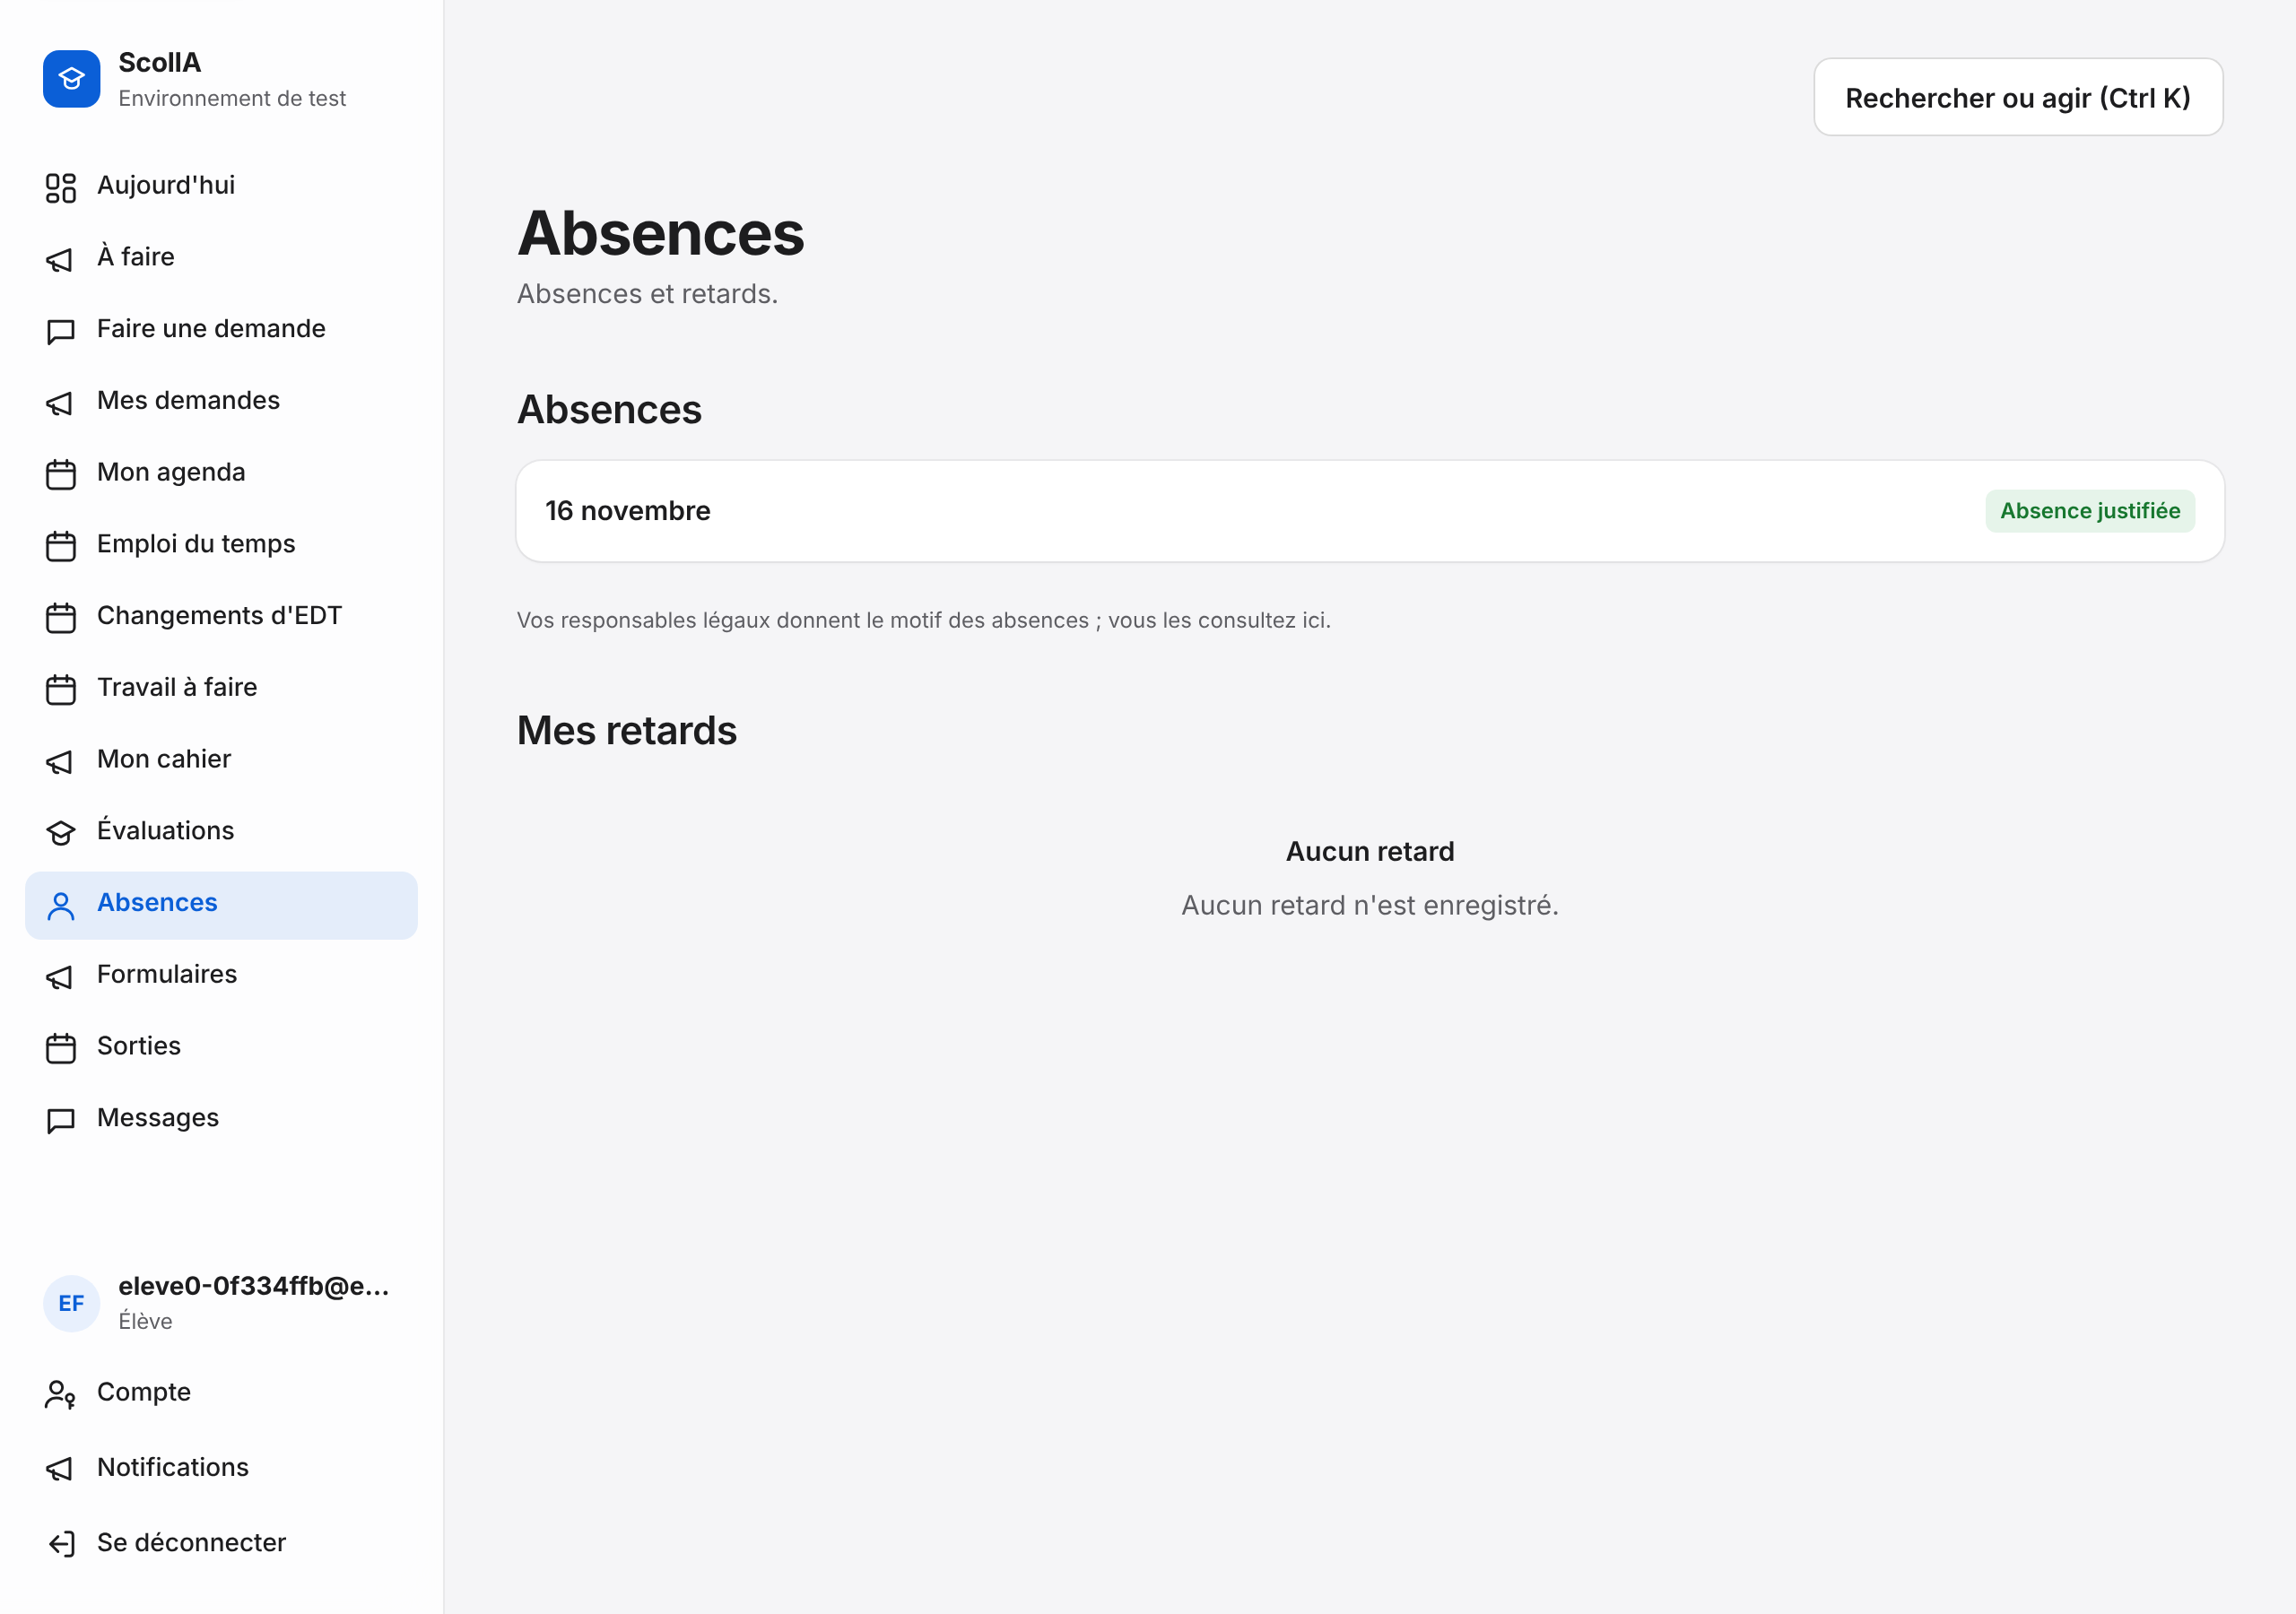 ScolIA
Environnement de test
Aujourd'hui
À faire
Faire une demande
Mes demandes
Mon agenda
Emploi du temps
Changements d'EDT
Travail à faire
Mon cahier
Évaluations
Absences
Formulaires
Sorties
Messages
EF
eleve0-0f334ffb@e...
Élève
Compte
Notifications
Se déconnecter
Rechercher ou agir (Ctrl K)
Absences
Absences et retards.
Absences
16 novembre
Absence justifiée
Vos responsables légaux donnent le motif des absences ; vous les consultez ici.
Mes retards
Aucun retard
Aucun retard n'est enregistré.